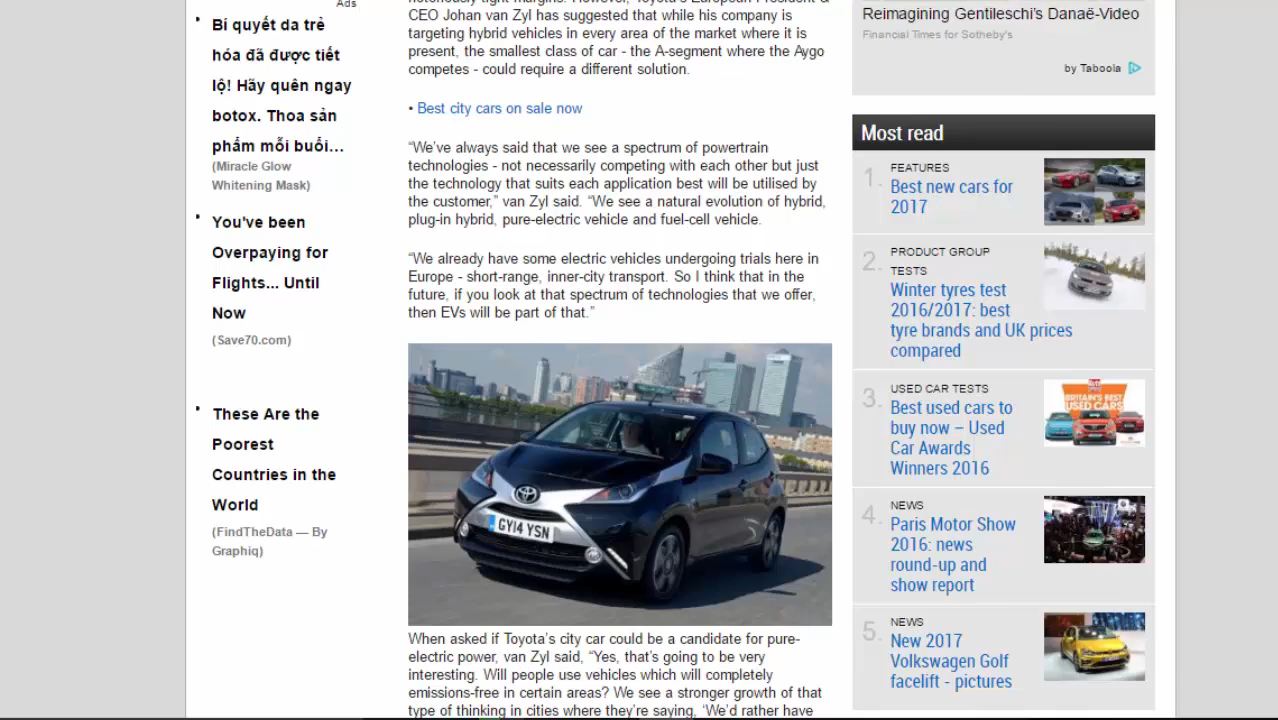 Ads
Bí quyết da trẻ
hóa đã được tiết
lộ! Hãy quên ngay
botox. Thoa sản
phẩm mỗi buổi...
(Miracle Glow
Whitening Mask)
You've been
Overpaying for
Flights... Until
Now
(Save70.com)
These Are the
Poorest
Countries in the
World
(FindTheData — By
Graphiq)
notoriously tight margins. However, Toyota's European President &
CEO Johan van Zyl has suggested that while his company is
targeting hybrid vehicles in every area of the market where it is
present, the smallest class of car - the A-segment where the Aygo
competes - could require a different solution.
• Best city cars on sale now
“We’ve always said that we see a spectrum of powertrain
technologies - not necessarily competing with each other but just
the technology that suits each application best will be utilised by
the customer,” van Zyl said. “We see a natural evolution of hybrid,
plug-in hybrid, pure-electric vehicle and fuel-cell vehicle.
“We already have some electric vehicles undergoing trials here in
Europe - short-range, inner-city transport. So I think that in the
future, if you look at that spectrum of technologies that we offer,
then EVs will be part of that.”
GY14 YSN
When asked if Toyota’s city car could be a candidate for pure-
electric power, van Zyl said, “Yes, that’s going to be very
interesting. Will people use vehicles which will completely
emissions-free in certain areas? We see a stronger growth of that
type of thinking in cities where they’re saying, ‘We’d rather have
Reimagining Gentileschi’s Danaë-Video
Financial Times for Sotheby's
by Taboola
Most read
1.
FEATURES
Best new cars for
2017
2.
PRODUCT GROUP
TESTS
Winter tyres test
2016/2017: best
tyre brands and UK prices
compared
3.
USED CAR TESTS
Best used cars to
buy now – Used
Car Awards
Winners 2016
BRITAIN'S BEST
USED CARS
4.
NEWS
Paris Motor Show
2016: news
round-up and
show report
5.
NEWS
New 2017
Volkswagen Golf
facelift - pictures